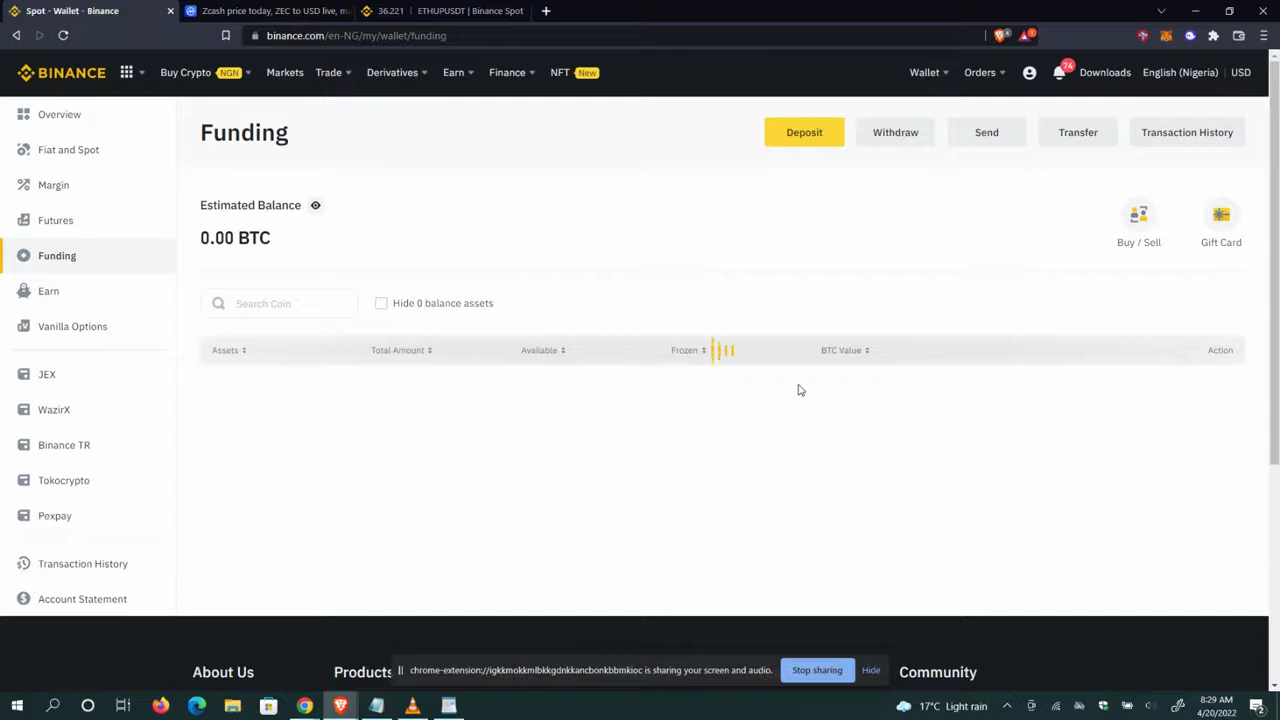 Spot - Wallet - Binance
Zcash price today, ZEC to USD live, m
36.221 | ETHUPUSDT | Binance Spot
binance.com/en-NG/my/wallet/funding
BINANCE
Buy Crypto NGN
Markets
Trade
Derivatives
Earn
Finance
NFT New
Wallet
Orders
74
Downloads
English (Nigeria) | USD
Overview
Fiat and Spot
Margin
Futures
Funding
Earn
Vanilla Options
JEX
WazirX
Binance TR
Tokocrypto
Pexpay
Transaction History
Account Statement
Funding
Deposit
Withdraw
Send
Transfer
Transaction History
Estimated Balance
0.00 BTC
Buy / Sell
Gift Card
Search Coin
Hide 0 balance assets
Assets
Total Amount
Available
Frozen
BTC Value
Action
About Us
Products
Community
chrome-extension://igkkmokkmlbkkgdnkkancbonkbbmkioc is sharing your screen and audio.
Stop sharing
Hide
17°C Light rain
8:29 AM
4/20/2022
2